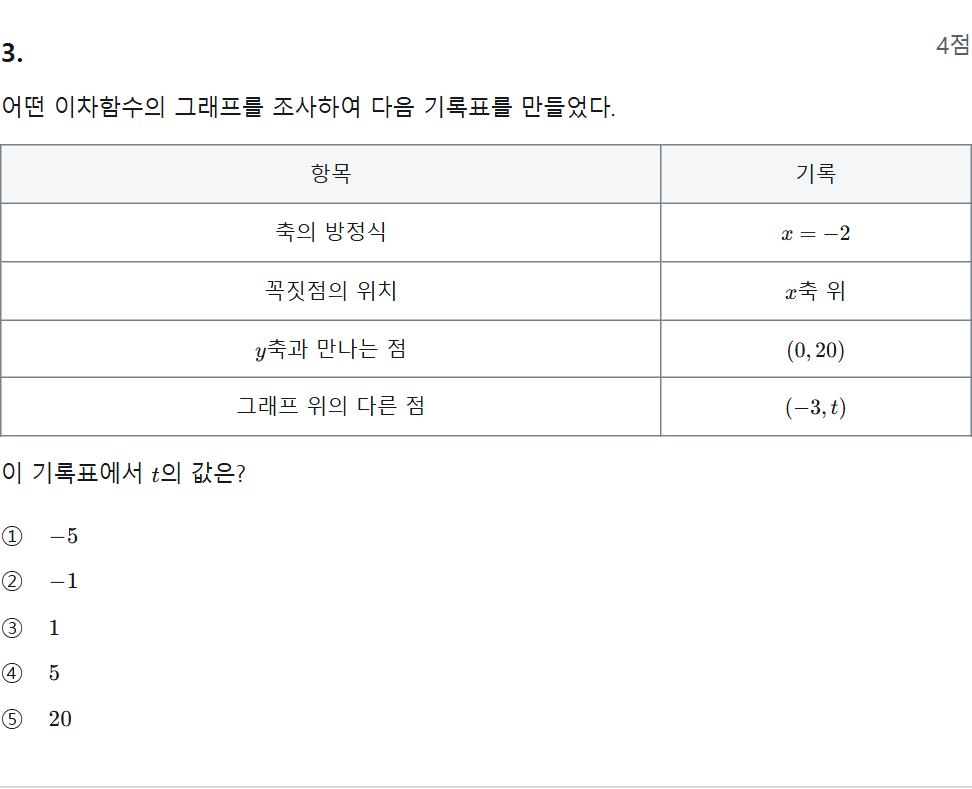 4점
3.
어떤 이차함수의 그래프를 조사하여 다음 기록표를 만들었다.
항목 기록
축의 방정식 x = −2
꼭짓점의 위치 x축 위
y축과 만나는 점 (0, 20)
그래프 위의 다른 점 (−3, t)
이 기록표에서 t의 값은?
① −5
② −1
③ 1
④ 5
⑤ 20